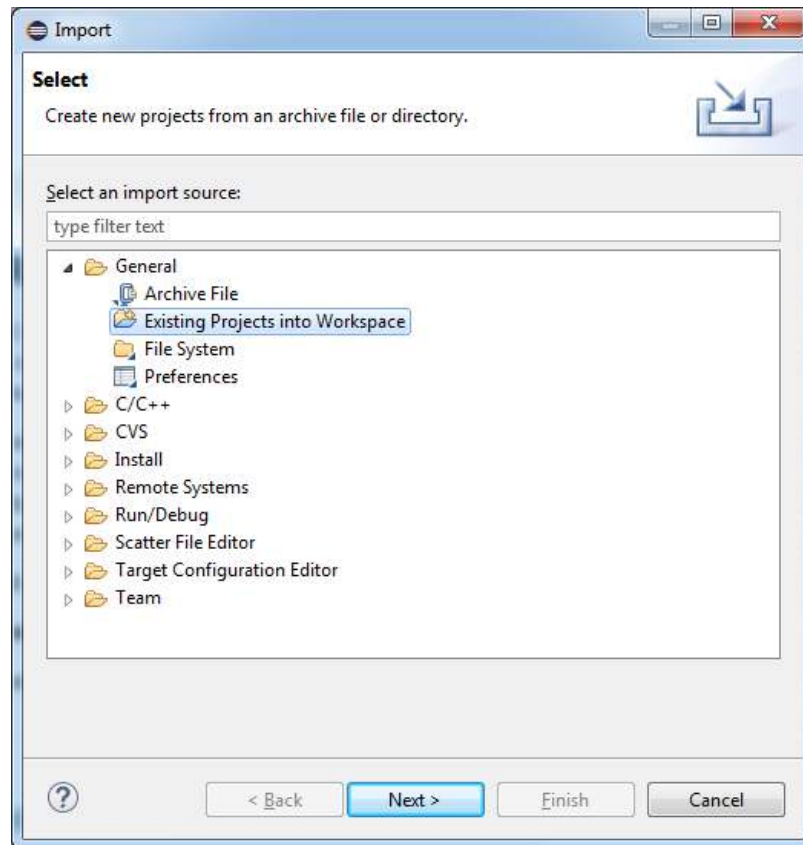 Import
Select
Create new projects from an archive file or directory.
Select an import source:
type filter text
General
Archive File
Existing Projects into Workspace
File System
Preferences
C/C++
CVS
Install
Remote Systems
Run/Debug
Scatter File Editor
Target Configuration Editor
Team
? < Back Next > Finish Cancel